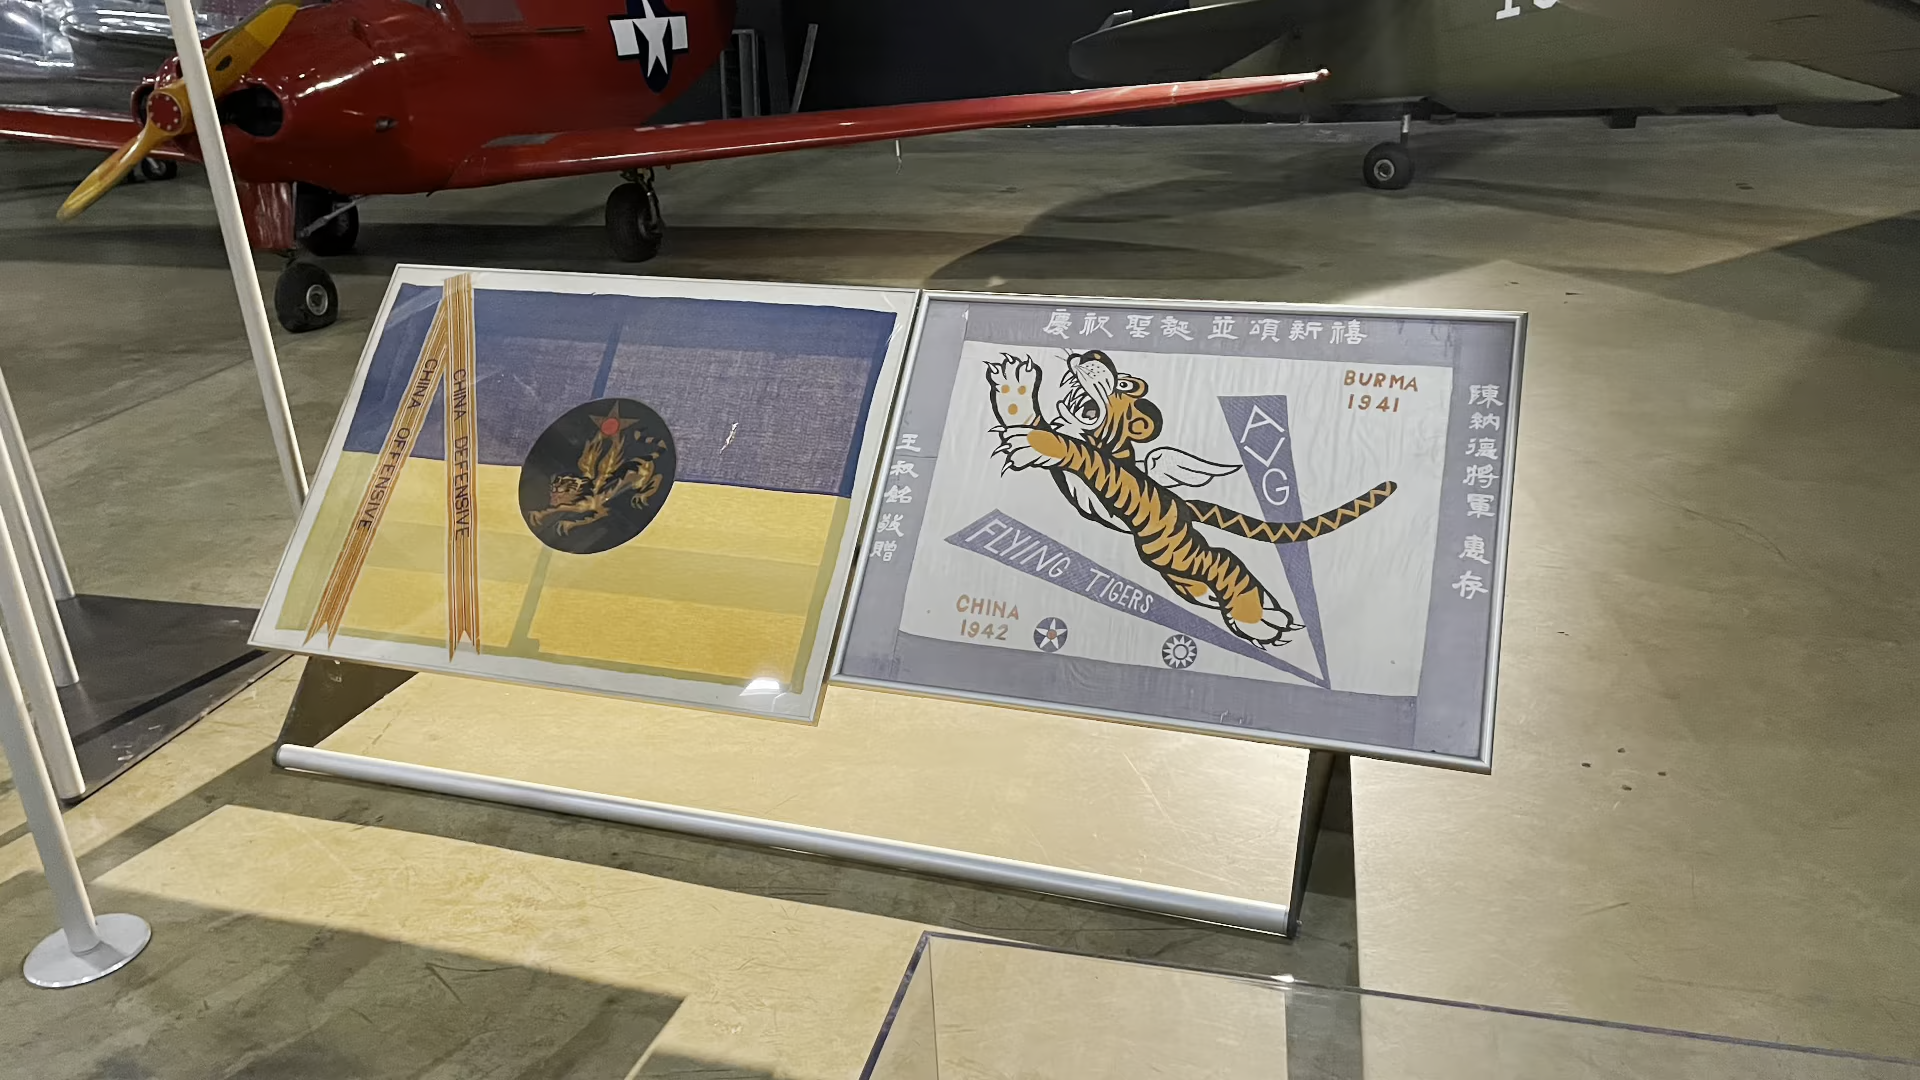 CHINA OFFENSIVE
CHINA DEFENSIVE
慶祝聖誕並頌新禧
BURMA
1941
AVG
FLYING TIGERS
CHINA
1942
陳納德將軍 惠存
王叔銘 敬贈